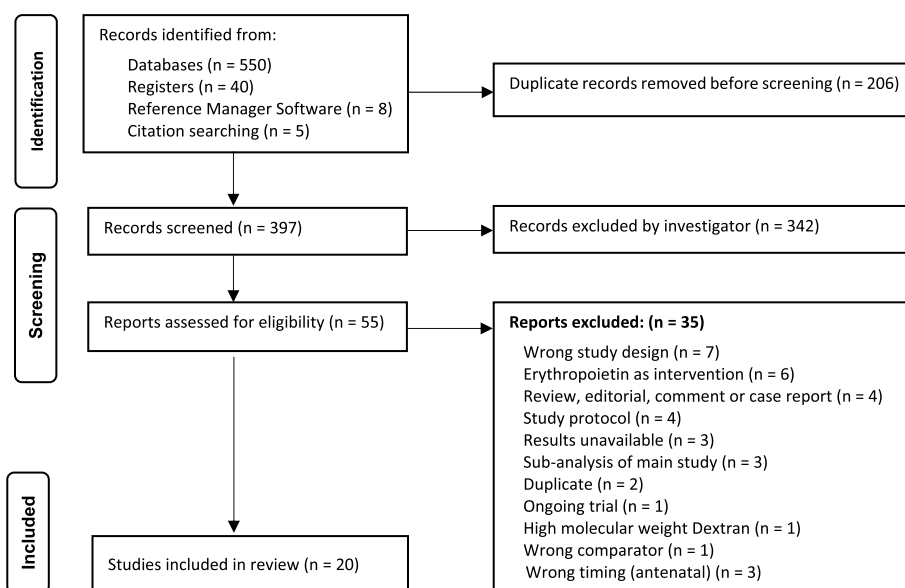 Identification
Records identified from:
Databases (n = 550)
Registers (n = 40)
Reference Manager Software (n = 8)
Citation searching (n = 5)
Duplicate records removed before screening (n = 206)
Screening
Records screened (n = 397)
Records excluded by investigator (n = 342)
Reports assessed for eligibility (n = 55)
Reports excluded: (n = 35)
Wrong study design (n = 7)
Erythropoietin as intervention (n = 6)
Review, editorial, comment or case report (n = 4)
Study protocol (n = 4)
Results unavailable (n = 3)
Sub-analysis of main study (n = 3)
Duplicate (n = 2)
Ongoing trial (n = 1)
High molecular weight Dextran (n = 1)
Wrong comparator (n = 1)
Wrong timing (antenatal) (n = 3)
Included
Studies included in review (n = 20)